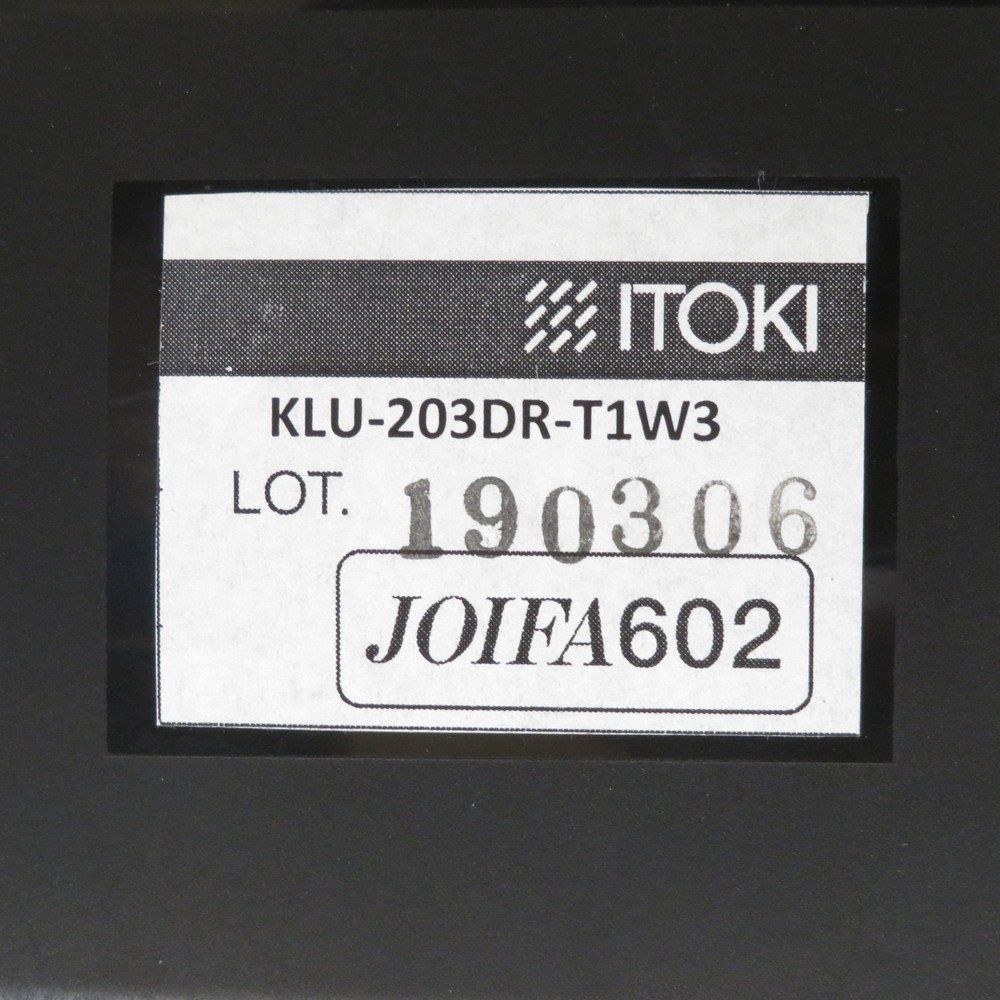 ITOKI
KLU-203DR-T1W3
LOT. 190306
JOIFA602